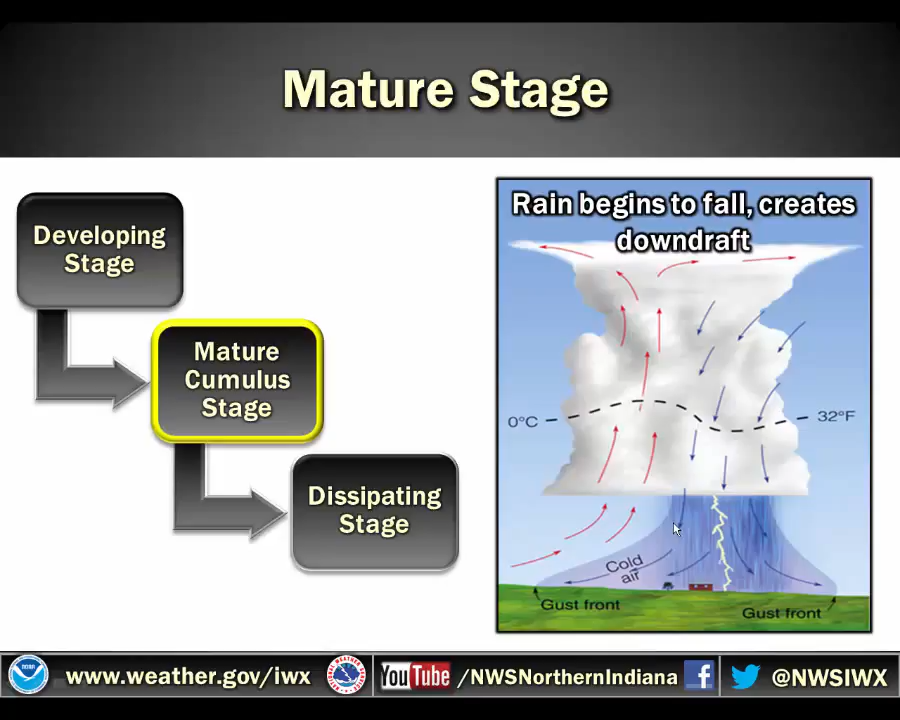 Mature Stage
Developing
Stage
Mature
Cumulus
Stage
Dissipating
Stage
Rain begins to fall, creates
downdraft
0°C
32°F
Cold
air
Gust front
Gust front
www.weather.gov/iwx
YouTube /NWSNorthernIndiana
f
@NWSIWX